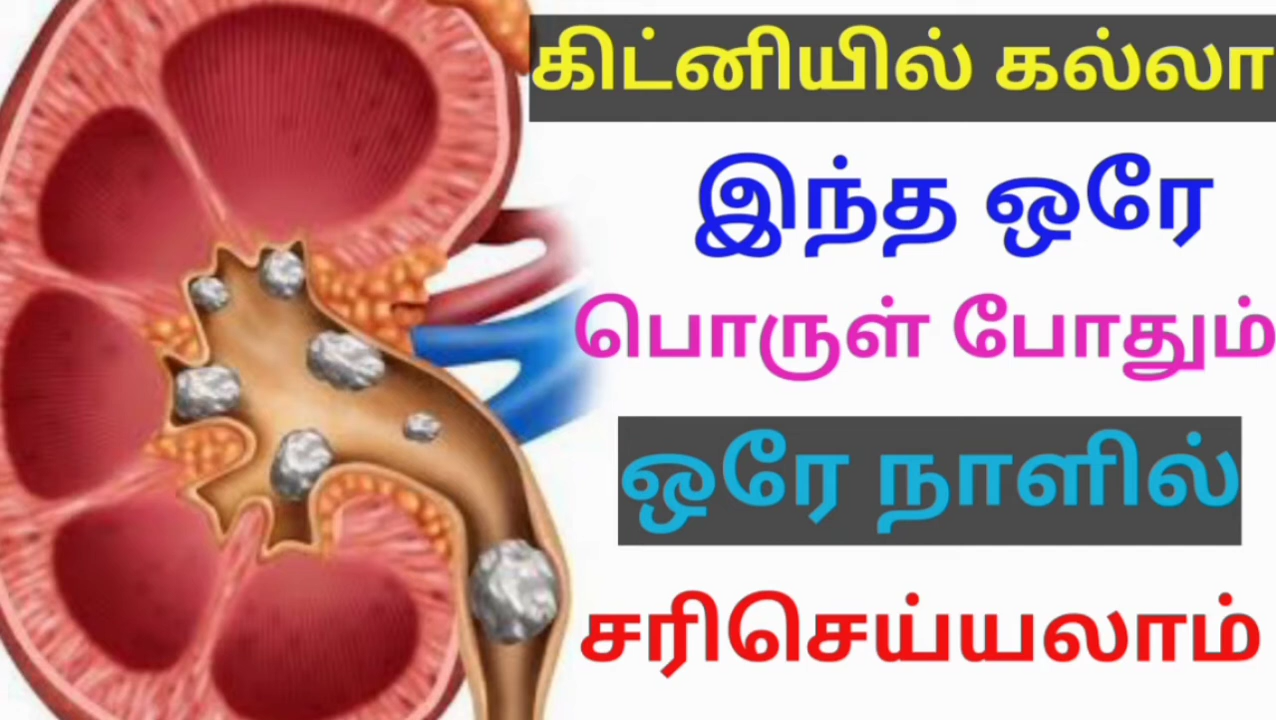 கிட்னியில் கல்லா
இந்த ஒரே
பொருள் போதும்
ஒரே நாளில்
சரிசெய்யலாம்